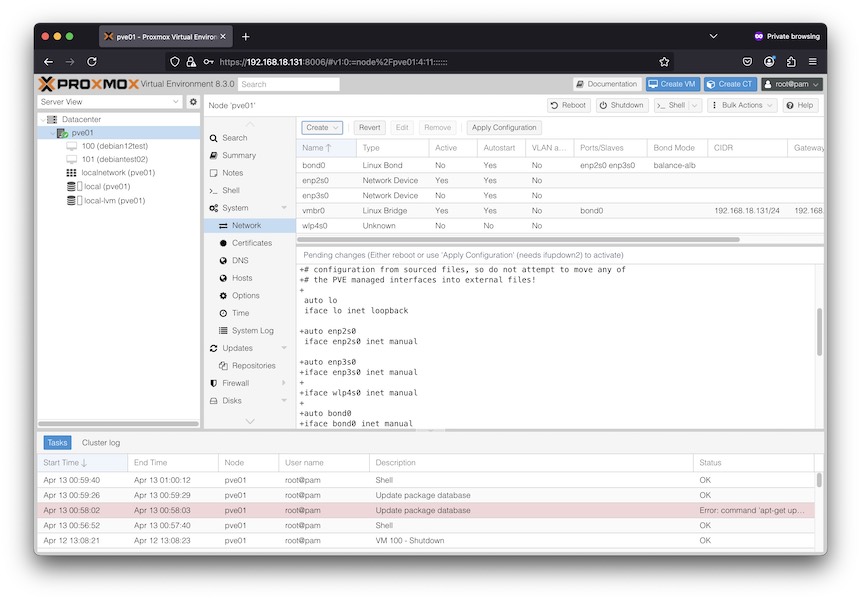 pve01 - Proxmox Virtual Environ
https://192.168.18.131:8006/#v1:0:=node%2Fpve01:4:11::::::
Private browsing
PROXMOX Virtual Environment 8.3.0 Search
Documentation Create VM Create CT root@pam
Server View
Datacenter
pve01
100 (debian12test)
101 (debiantest02)
localnetwork (pve01)
local (pve01)
local-lvm (pve01)
Node 'pve01'
Reboot Shutdown Shell Bulk Actions Help
Search
Summary
Notes
Shell
System
Network
Certificates
DNS
Hosts
Options
Time
System Log
Updates
Repositories
Firewall
Disks
Create Revert Edit Remove Apply Configuration
Name Type Active Autostart VLAN a... Ports/Slaves Bond Mode CIDR Gateway
bond0 Linux Bond No Yes No enp2s0 enp3s0 balance-alb
enp2s0 Network Device Yes Yes No
enp3s0 Network Device No Yes No
vmbr0 Linux Bridge Yes Yes No bond0 192.168.18.131/24 192.168.
wlp4s0 Unknown No No No
Pending changes (Either reboot or use 'Apply Configuration' (needs ifupdown2) to activate)
+# configuration from sourced files, so do not attempt to move any of
+# the PVE managed interfaces into external files!
+
auto lo
iface lo inet loopback
+auto enp2s0
iface enp2s0 inet manual
+auto enp3s0
+iface enp3s0 inet manual
+
+iface wlp4s0 inet manual
+
+auto bond0
+iface bond0 inet manual
Tasks Cluster log
Start Time End Time Node User name Description Status
Apr 13 00:59:40 Apr 13 01:00:12 pve01 root@pam Shell OK
Apr 13 00:59:26 Apr 13 00:59:29 pve01 root@pam Update package database OK
Apr 13 00:58:02 Apr 13 00:58:03 pve01 root@pam Update package database Error: command 'apt-get up...
Apr 13 00:56:52 Apr 13 00:57:40 pve01 root@pam Shell OK
Apr 12 13:08:21 Apr 12 13:08:23 pve01 root@pam VM 100 - Shutdown OK